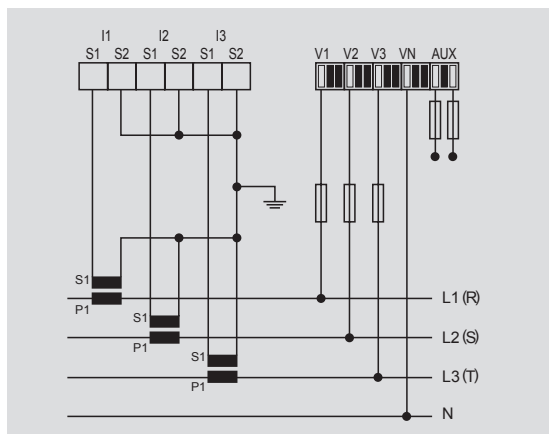 I1 I2 I3
S1 S2 S1 S2 S1 S2 V1 V2 V3 VN AUX
S1
P1 L1 (R)
S1
P1 L2 (S)
S1
P1 L3 (T)
N